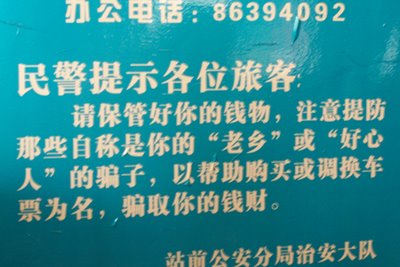 办公电话：86394092
民警提示各位旅客：
请保管好你的钱物，注意提防
那些自称是你的“老乡”或“好心
人”的骗子，以帮助购买或调换车
票为名，骗取你的钱财。
站前公安分局治安大队